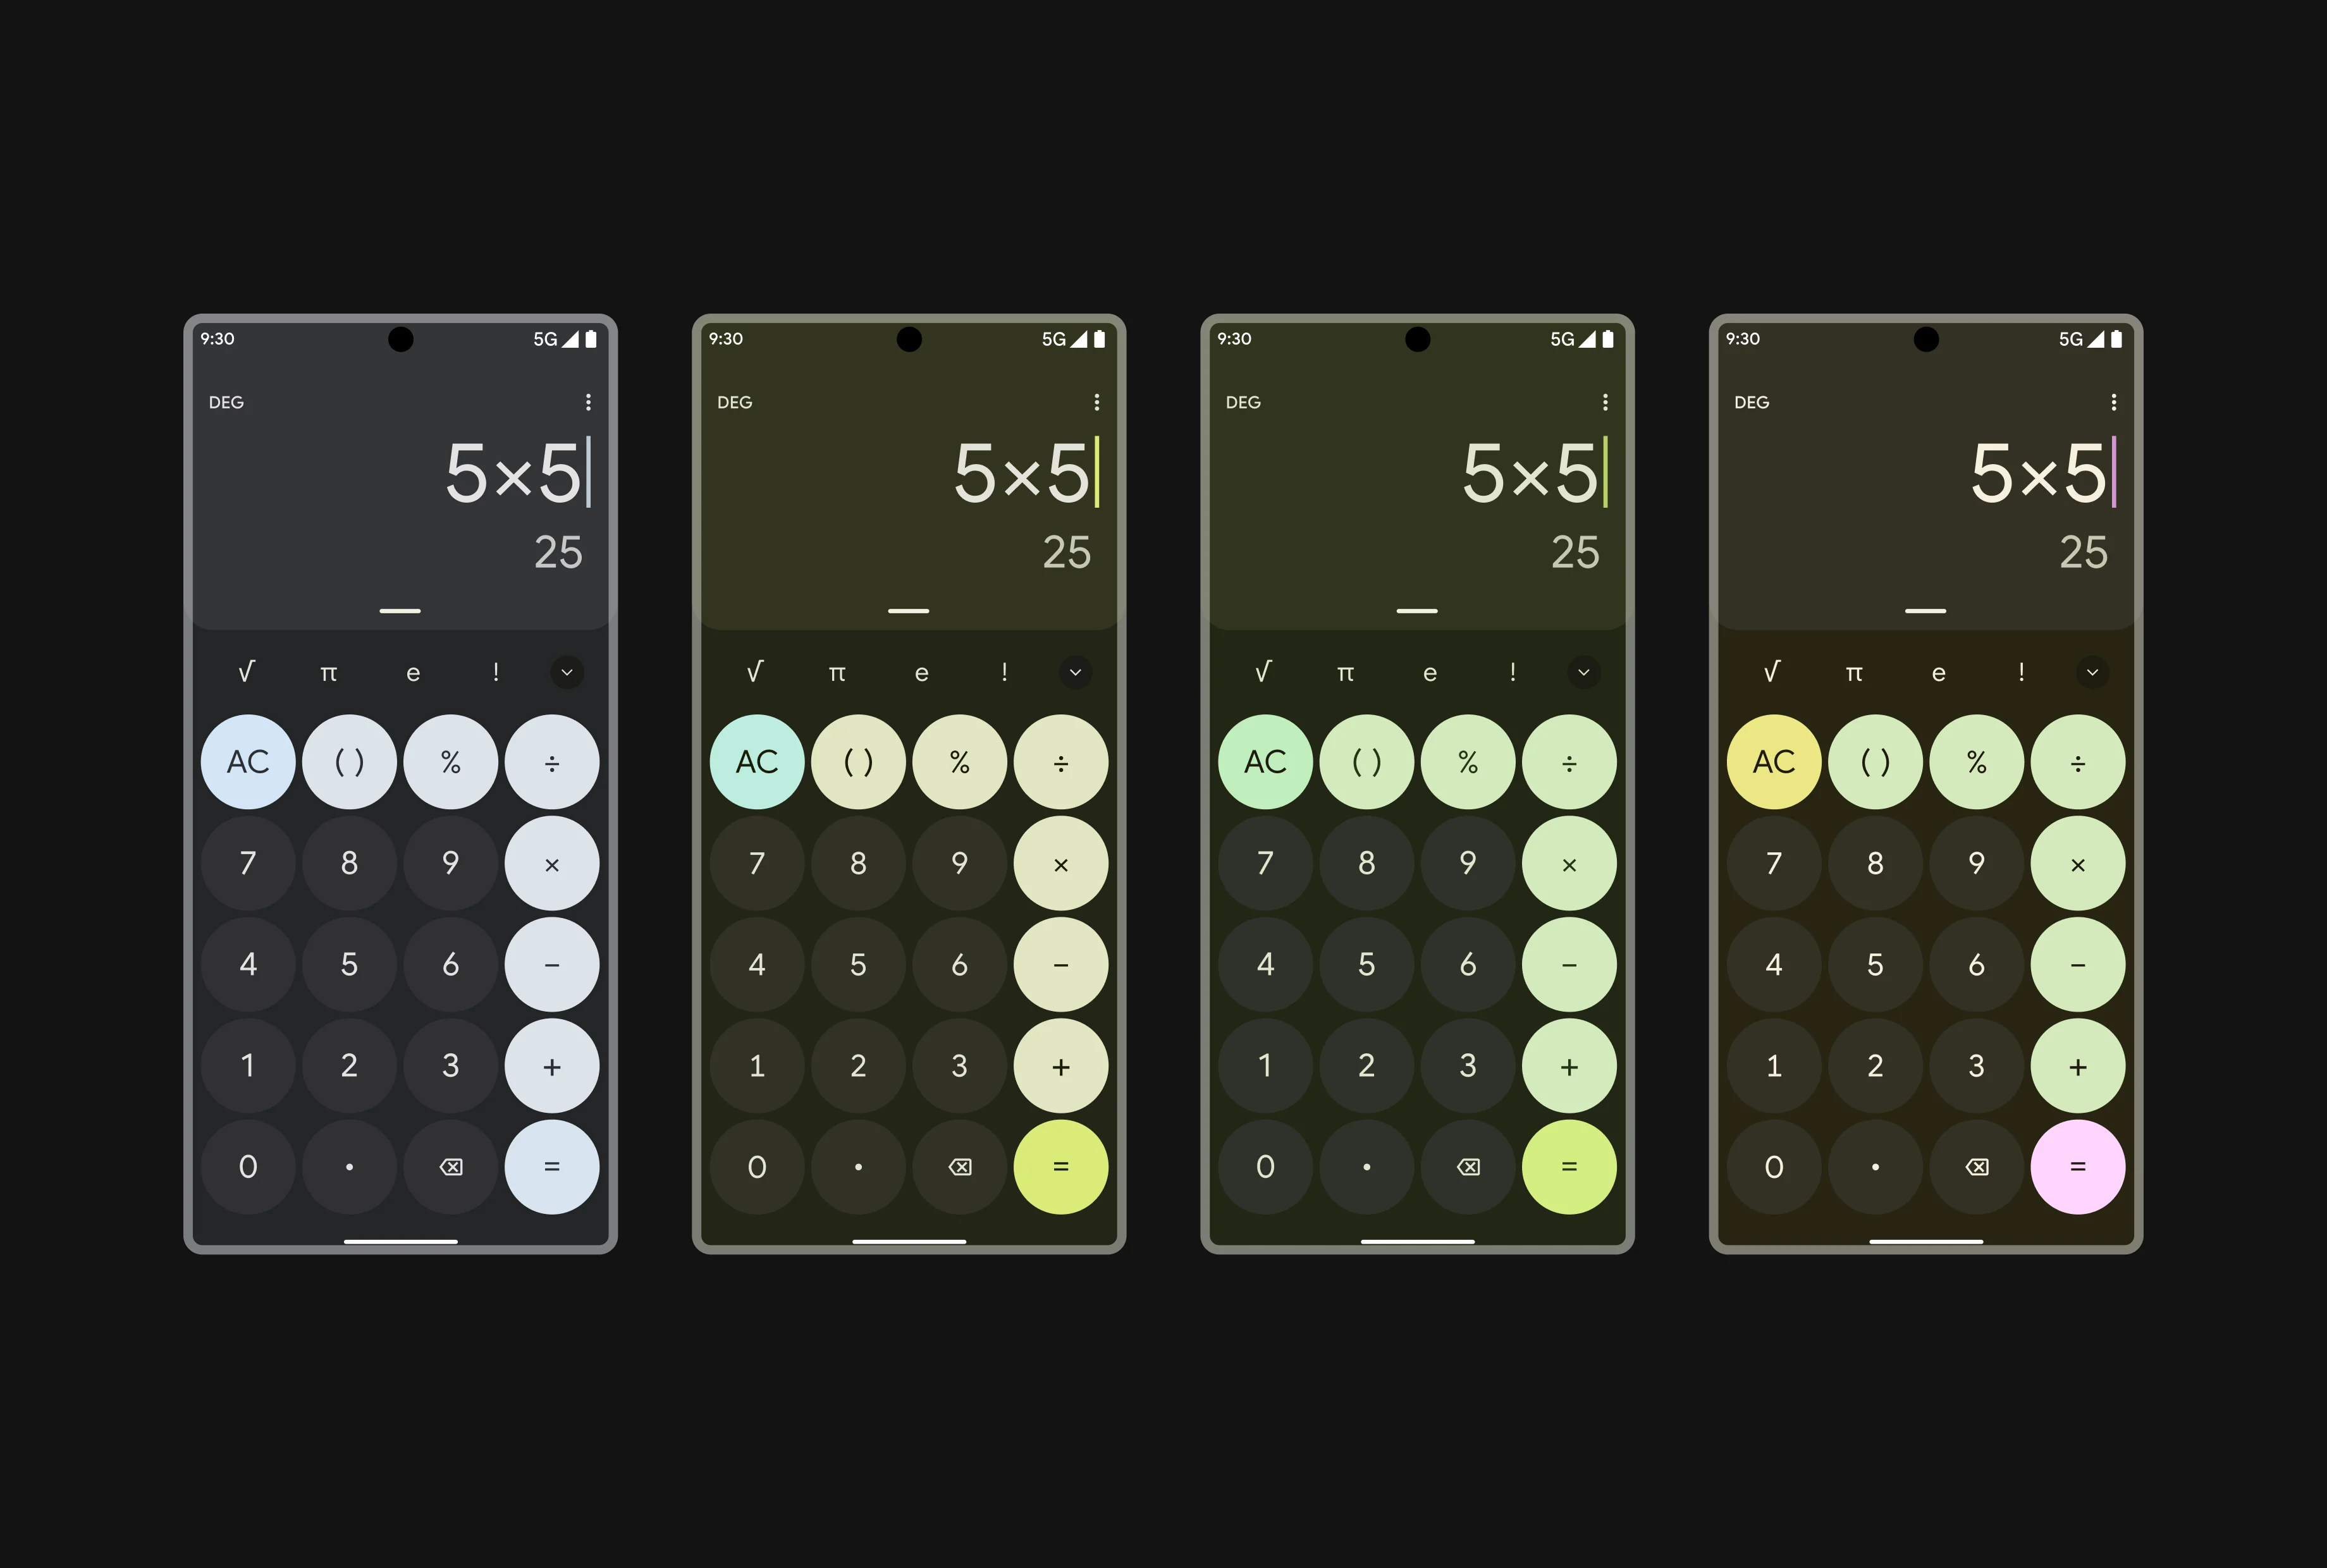 9:30 5G
DEG
5×5
25
√ π e !
AC ( ) % ÷
7 8 9 ×
4 5 6 −
1 2 3 +
0 . =
9:30 5G
DEG
5×5
25
√ π e !
AC ( ) % ÷
7 8 9 ×
4 5 6 −
1 2 3 +
0 . =
9:30 5G
DEG
5×5
25
√ π e !
AC ( ) % ÷
7 8 9 ×
4 5 6 −
1 2 3 +
0 . =
9:30 5G
DEG
5×5
25
√ π e !
AC ( ) % ÷
7 8 9 ×
4 5 6 −
1 2 3 +
0 . =